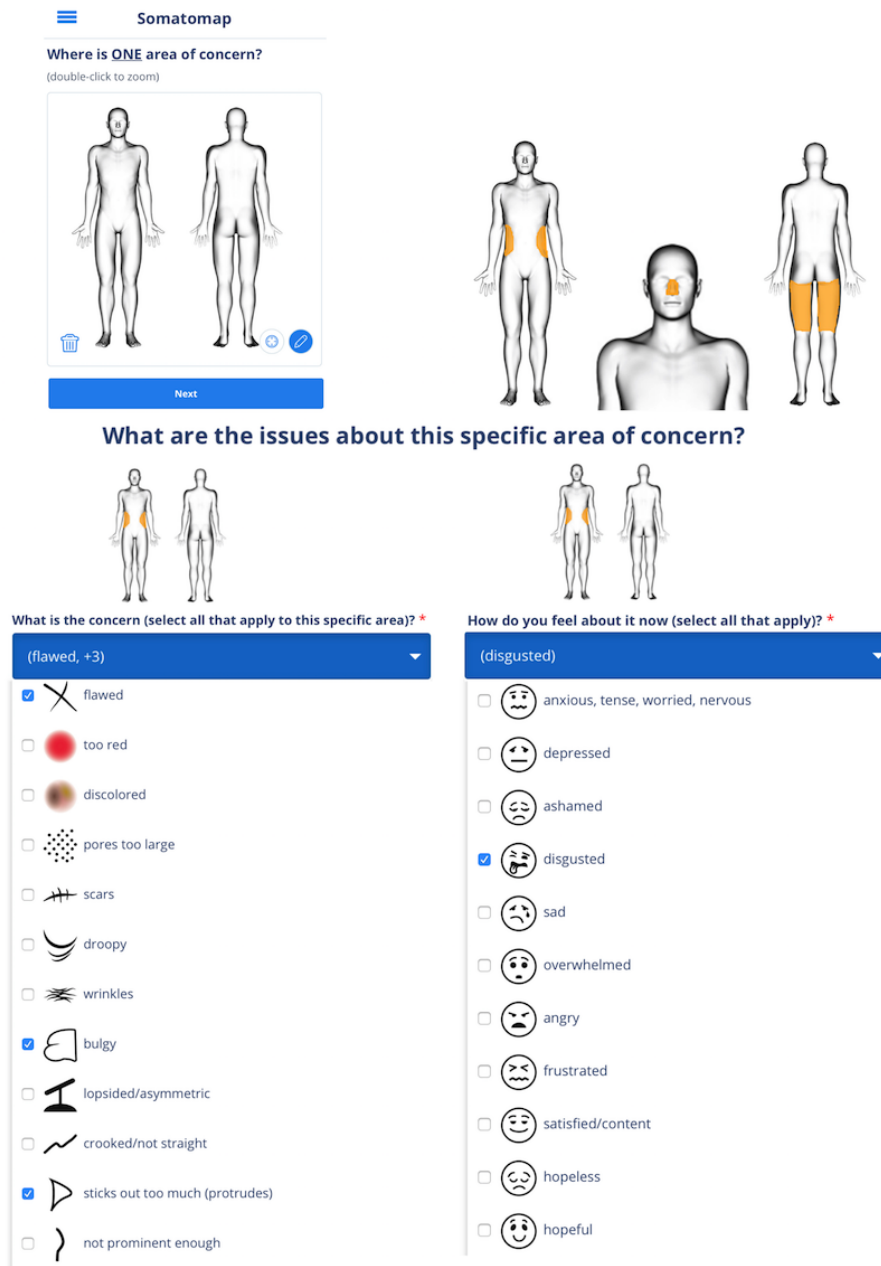 Somatomap
Where is ONE area of concern?
(double-click to zoom)
Next
What are the issues about this specific area of concern?
What is the concern (select all that apply to this specific area)? *
(flawed, +3)
flawed
too red
discolored
pores too large
scars
droopy
wrinkles
bulgy
lopsided/asymmetric
crooked/not straight
sticks out too much (protrudes)
not prominent enough
How do you feel about it now (select all that apply)? *
(disgusted)
anxious, tense, worried, nervous
depressed
ashamed
disgusted
sad
overwhelmed
angry
frustrated
satisfied/content
hopeless
hopeful